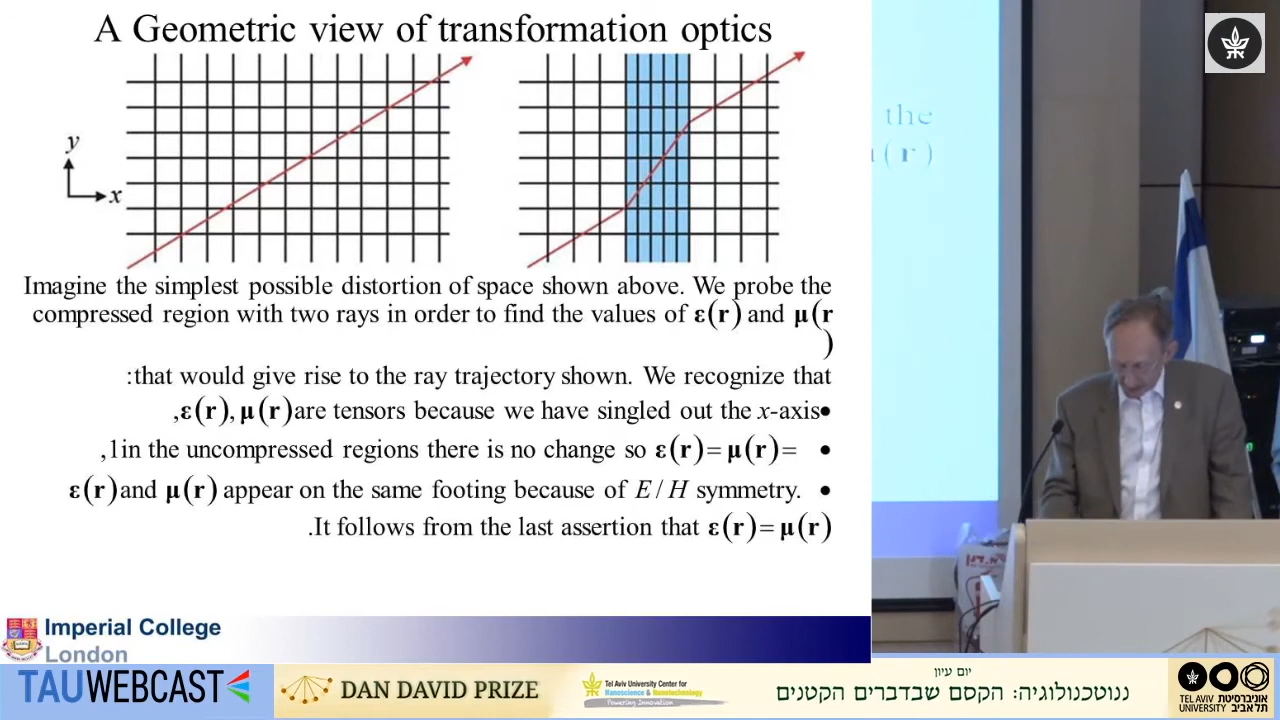 A Geometric view of transformation optics
y
x
Imagine the simplest possible distortion of space shown above. We probe the
compressed region with two rays in order to find the values of ε(r) and μ(r
)
:that would give rise to the ray trajectory shown. We recognize that
,ε(r), μ(r)are tensors because we have singled out the x-axis●
,1in the uncompressed regions there is no change so ε(r)=μ(r)= ●
ε(r)and μ(r) appear on the same footing because of E/H symmetry. ●
.It follows from the last assertion that ε(r)=μ(r)
the
(r)
Imperial College
London
TAUWEBCAST
DAN DAVID PRIZE
Tel Aviv University Center for
Nanoscience & Nanotechnology
Powering Innovation
יום עיון
ננוטכנולוגיה: הקסם שבדברים הקטנים
TEL AVIV אוניברסיטת
UNIVERSITY תל אביב